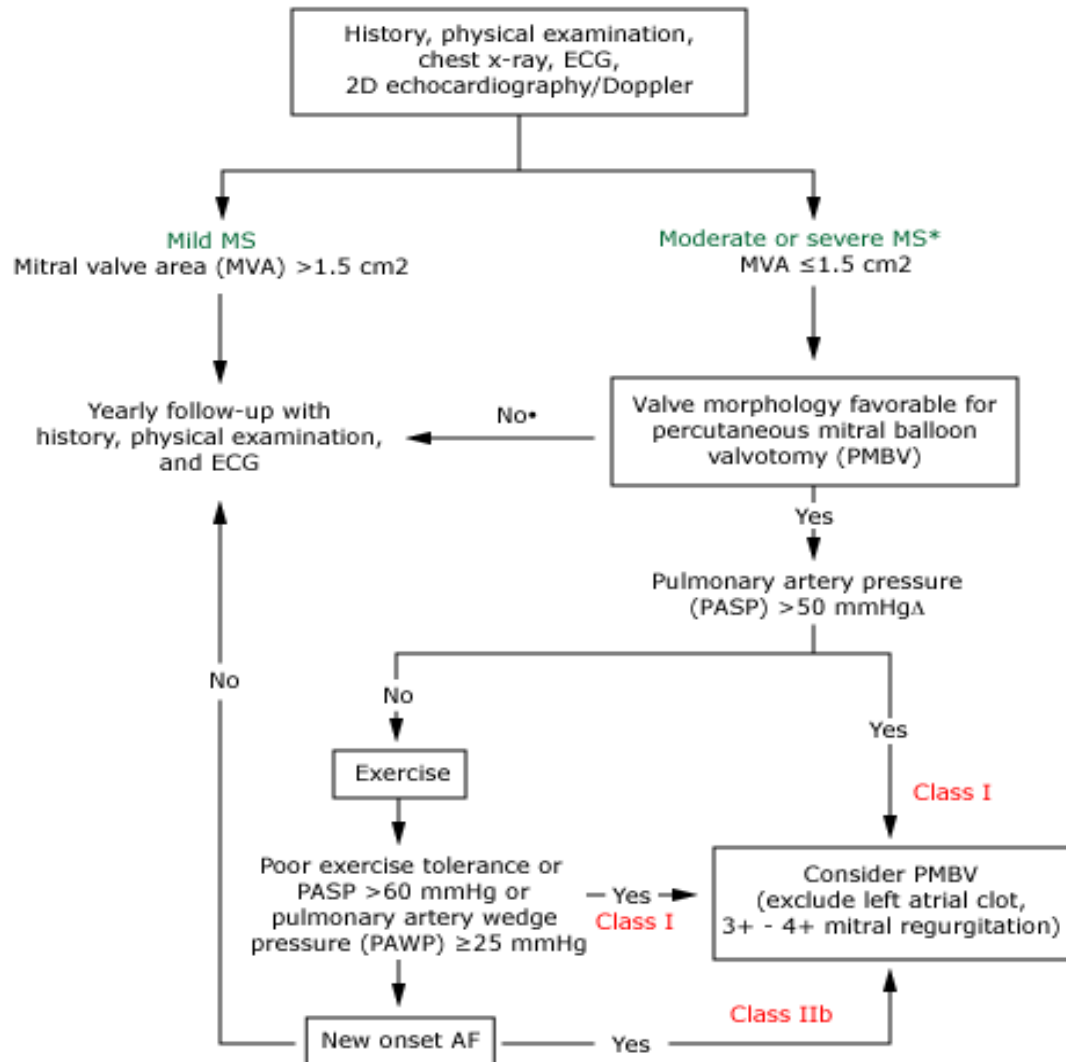 History, physical examination,
chest x-ray, ECG,
2D echocardiography/Doppler
Mild MS
Mitral valve area (MVA) >1.5 cm2
Moderate or severe MS*
MVA ≤1.5 cm2
Yearly follow-up with
history, physical examination,
and ECG
No•
Valve morphology favorable for
percutaneous mitral balloon
valvotomy (PMBV)
Yes
Pulmonary artery pressure
(PASP) >50 mmHgΔ
No
No
Yes
Exercise
Class I
Poor exercise tolerance or
PASP >60 mmHg or
pulmonary artery wedge
pressure (PAWP) ≥25 mmHg
Yes
Class I
Consider PMBV
(exclude left atrial clot,
3+ - 4+ mitral regurgitation)
Class IIb
New onset AF
Yes